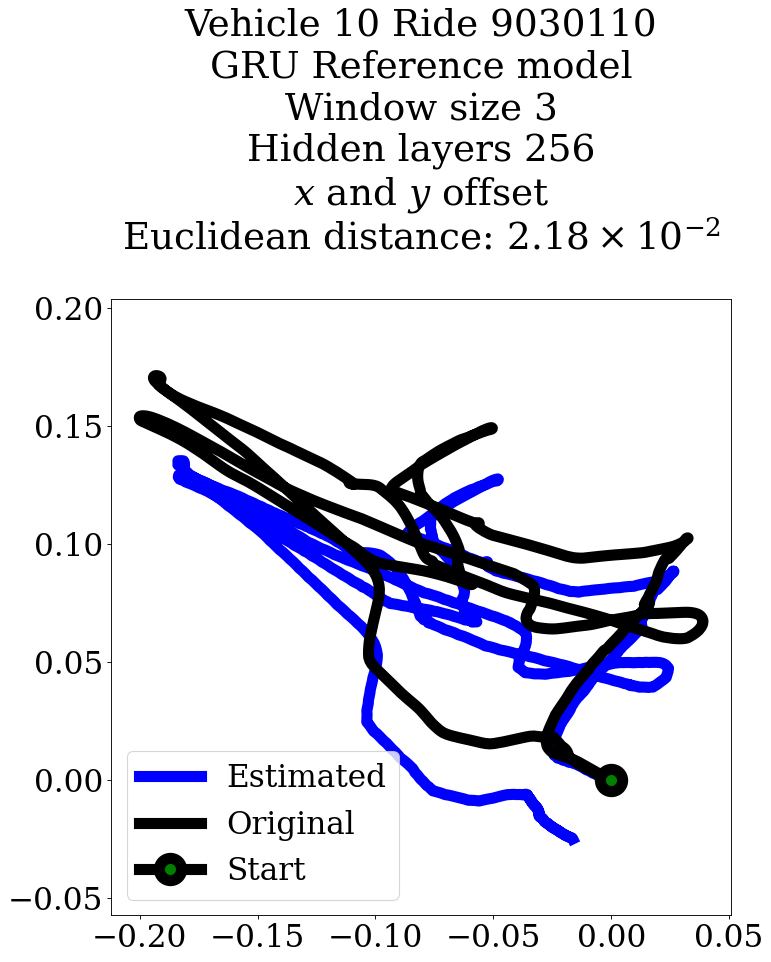 Vehicle 10 Ride 9030110
GRU Reference model
Window size 3
Hidden layers 256
x and y offset
Euclidean distance: 2.18 × 10⁻²
0.20
0.15
0.10
0.05
0.00
−0.05
Estimated
Original
Start
−0.20 −0.15 −0.10 −0.05 0.00 0.05